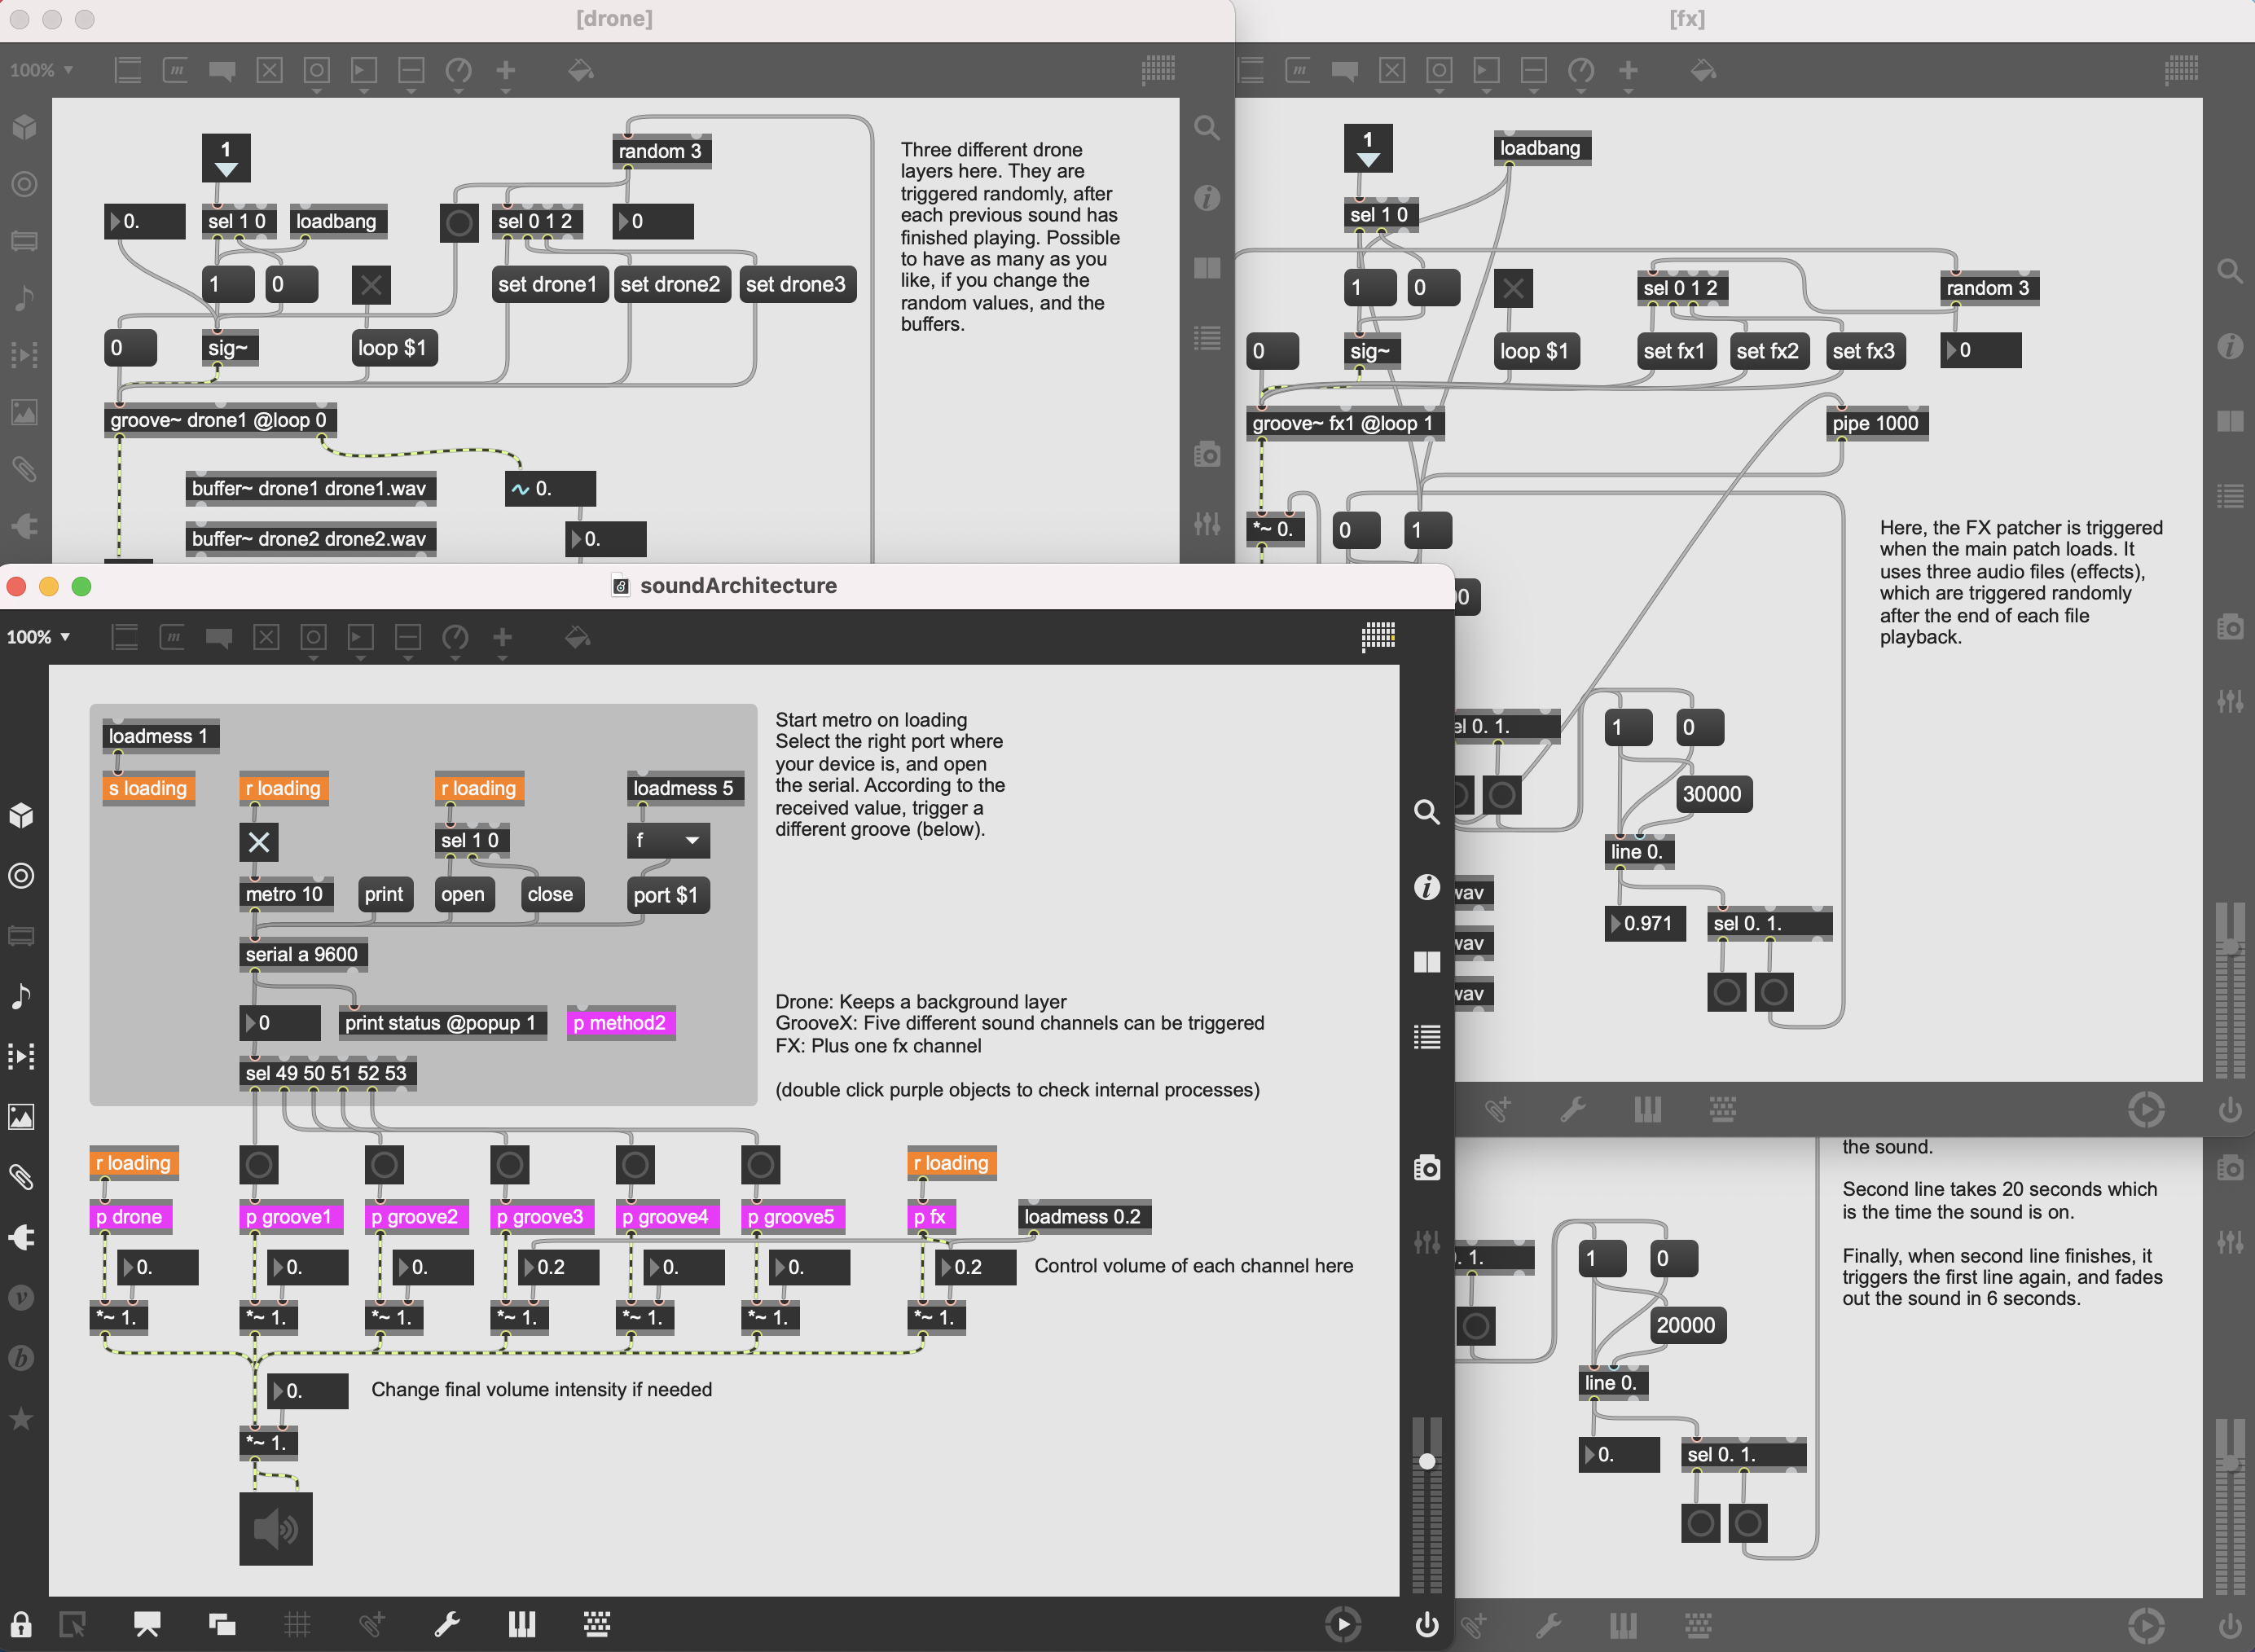 [drone]
100%
1
random 3
0.
sel 1 0
loadbang
sel 0 1 2
0
1
0
set drone1
set drone2
set drone3
0
sig~
loop $1
groove~ drone1 @loop 0
buffer~ drone1 drone1.wav
0.
buffer~ drone2 drone2.wav
0.
Three different drone
layers here. They are
triggered randomly, after
each previous sound has
finished playing. Possible
to have as many as you
like, if you change the
random values, and the
buffers.
[fx]
1
loadbang
sel 1 0
1
0
sel 0 1 2
random 3
0
sig~
loop $1
set fx1
set fx2
set fx3
0
groove~ fx1 @loop 1
pipe 1000
*~ 0.
0
1
Here, the FX patcher is triggered
when the main patch loads. It
uses three audio files (effects),
which are triggered randomly
after the end of each file
playback.
0. 1.
1
0
30000
line 0.
0.971
sel 0. 1.
wav
wav
wav
soundArchitecture
100%
loadmess 1
s loading
r loading
r loading
loadmess 5
sel 1 0
f
metro 10
print
open
close
port $1
serial a 9600
0
print status @popup 1
p method2
sel 49 50 51 52 53
Start metro on loading
Select the right port where
your device is, and open
the serial. According to the
received value, trigger a
different groove (below).
Drone: Keeps a background layer
GrooveX: Five different sound channels can be triggered
FX: Plus one fx channel
(double click purple objects to check internal processes)
r loading
r loading
p drone
p groove1
p groove2
p groove3
p groove4
p groove5
p fx
loadmess 0.2
0.
0.
0.
0.2
0.
0.
0.2
Control volume of each channel here
*~ 1.
*~ 1.
*~ 1.
*~ 1.
*~ 1.
*~ 1.
*~ 1.
0.
Change final volume intensity if needed
*~ 1.
the sound.
Second line takes 20 seconds which
is the time the sound is on.
Finally, when second line finishes, it
triggers the first line again, and fades
out the sound in 6 seconds.
. 1.
1
0
20000
line 0.
0.
sel 0. 1.